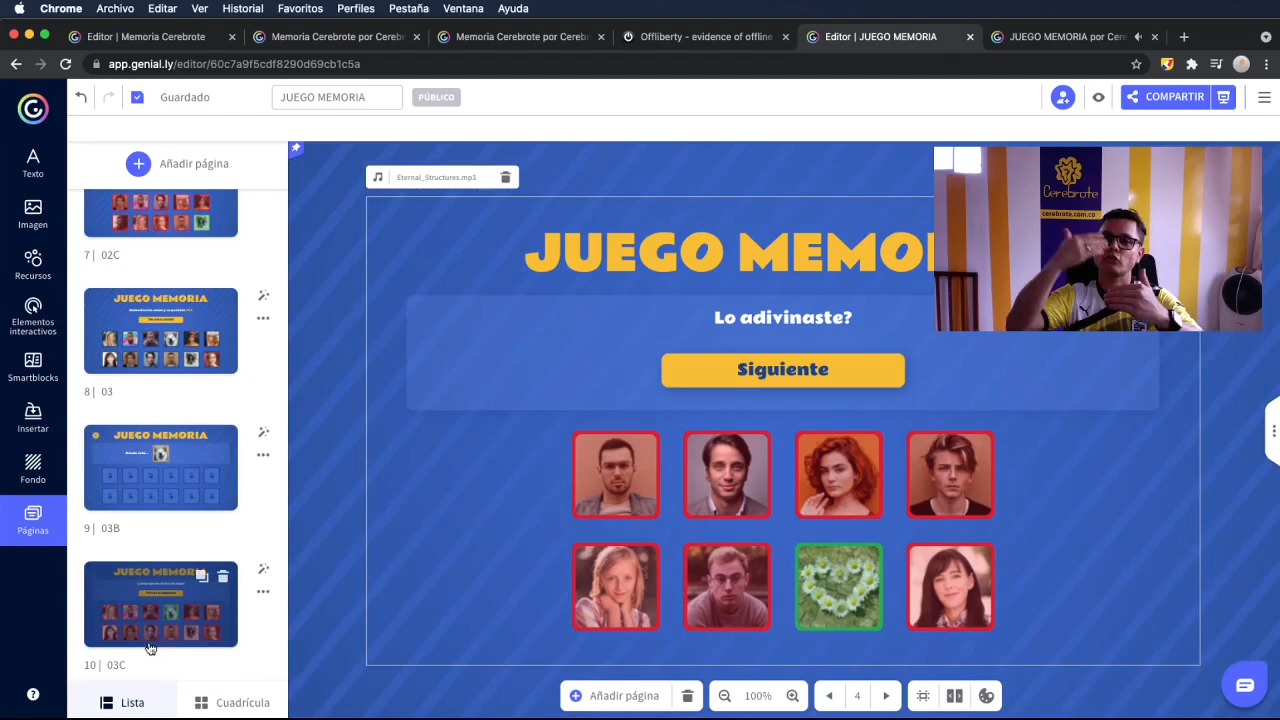 Chrome Archivo Editar Ver Historial Favoritos Perfiles Pestaña Ventana Ayuda
Editor | Memoria Cerebrote
Memoria Cerebrote por Cerebr
Memoria Cerebrote por Cerebr
Offliberty - evidence of offline
Editor | JUEGO MEMORIA
JUEGO MEMORIA por Cere
app.genial.ly/editor/60c7a9f5cdf8290d69cb1c5a
Guardado
JUEGO MEMORIA
PÚBLICO
COMPARTIR
Texto
Imagen
Recursos
Elementos
interactivos
Smartblocks
Insertar
Fondo
Páginas
Añadir página
7 | 02C
JUEGO MEMORIA
8 | 03
JUEGO MEMORIA
9 | 03B
JUEGO MEMORIA
10 | 03C
Lista
Cuadrícula
Eternal_Structures.mp3
JUEGO MEMO
Lo adivinaste?
Siguiente
Cerebrote
cerebrote.com.co
Añadir página
100%
4